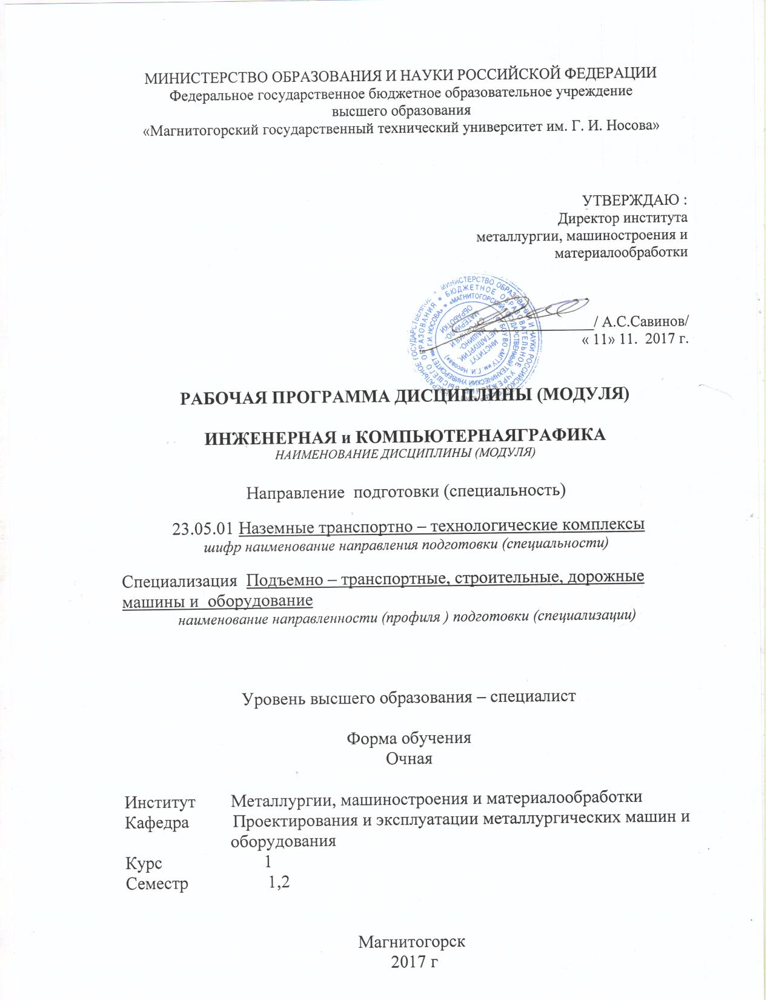 МИНИСТЕРСТВО ОБРАЗОВАНИЯ И НАУКИ РОССИЙСКОЙ ФЕДЕРАЦИИ
Федеральное государственное бюджетное образовательное учреждение
высшего образования
«Магнитогорский государственный технический университет им. Г. И. Носова»
УТВЕРЖДАЮ :
Директор института
металлургии, машиностроения и
материалообработки
/ А.С.Савинов/
« 11» 11.  2017 г.
РАБОЧАЯ ПРОГРАММА ДИСЦИПЛИНЫ (МОДУЛЯ)
ИНЖЕНЕРНАЯ и КОМПЬЮТЕРНАЯГРАФИКА
НАИМЕНОВАНИЕ ДИСЦИПЛИНЫ (МОДУЛЯ)
Направление  подготовки (специальность)
23.05.01 Наземные транспортно – технологические комплексы
шифр наименование направления подготовки (специальности)
Специализация  Подъемно – транспортные, строительные, дорожные
машины и  оборудование
наименование направленности (профиля ) подготовки (специализации)
Уровень высшего образования – специалист
Форма обучения
Очная
Институт Металлургии, машиностроения и материалообработки
Кафедра Проектирования и эксплуатации металлургических машин и
оборудования
Курс 1
Семестр 1,2
Магнитогорск
2017 г